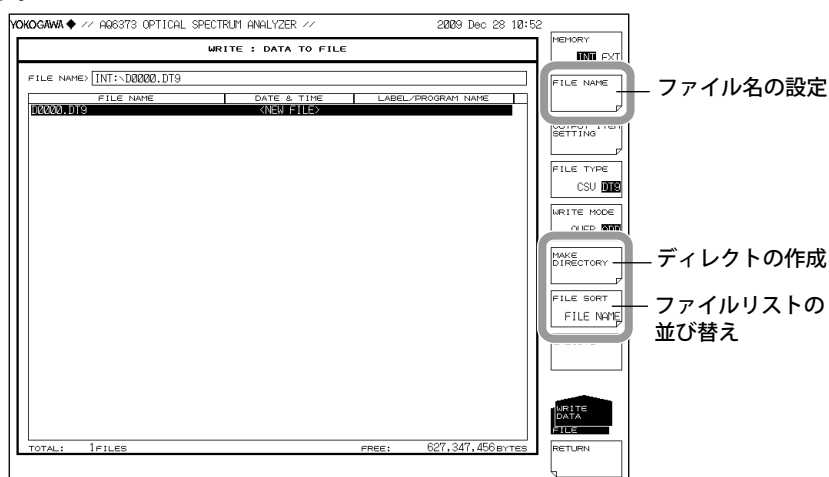 YOKOGAWA ◆ // AQ6373 OPTICAL SPECTRUM ANALYZER // 2009 Dec 28 10:52
WRITE : DATA TO FILE
FILE NAME> INT:\D0000.DT9
FILE NAME DATE & TIME LABEL/PROGRAM NAME
D0000.DT9 <NEW FILE>
TOTAL: 1FILES FREE: 627,347,456BYTES
MEMORY
INT EXT
FILE NAME
ファイル名の設定
OUTPUT ITEM
SETTING
FILE TYPE
CSV DT9
WRITE MODE
OVER ADD
MAKE
DIRECTORY
ディレクトの作成
FILE SORT
FILE NAME
ファイルリストの
並び替え
WRITE
DATA
FILE
RETURN